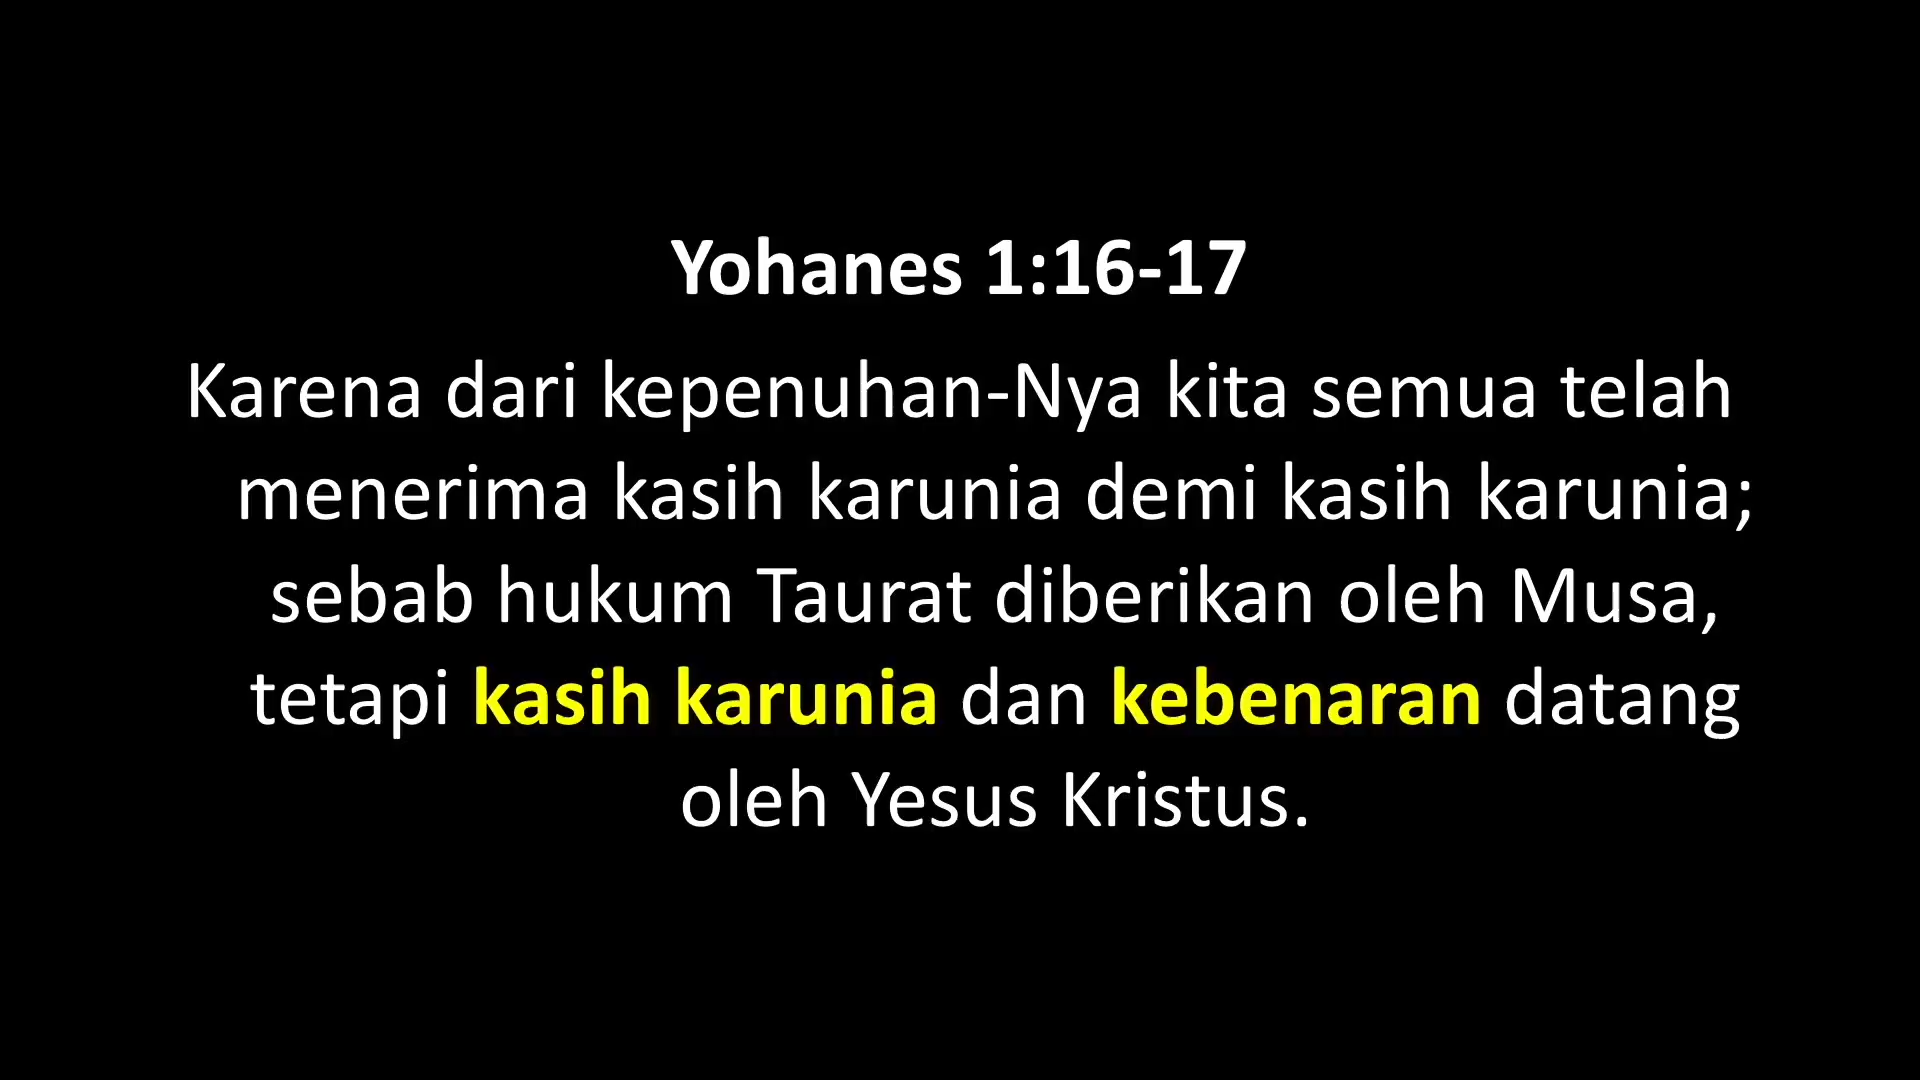 Yohanes 1:16-17
Karena dari kepenuhan-Nya kita semua telah
menerima kasih karunia demi kasih karunia;
sebab hukum Taurat diberikan oleh Musa,
tetapi kasih karunia dan kebenaran datang
oleh Yesus Kristus.